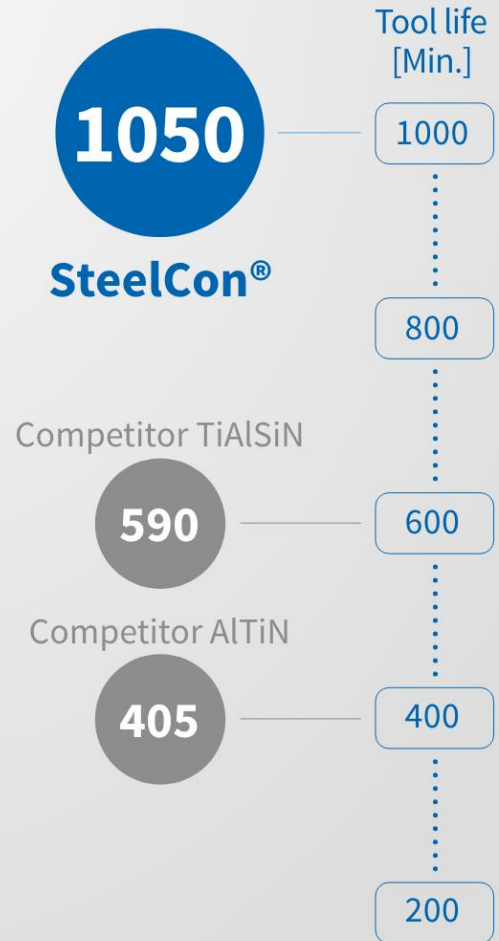 Tool life
[Min.]
1050
1000
SteelCon®
800
Competitor TiAlSiN
590
600
Competitor AlTiN
405
400
200